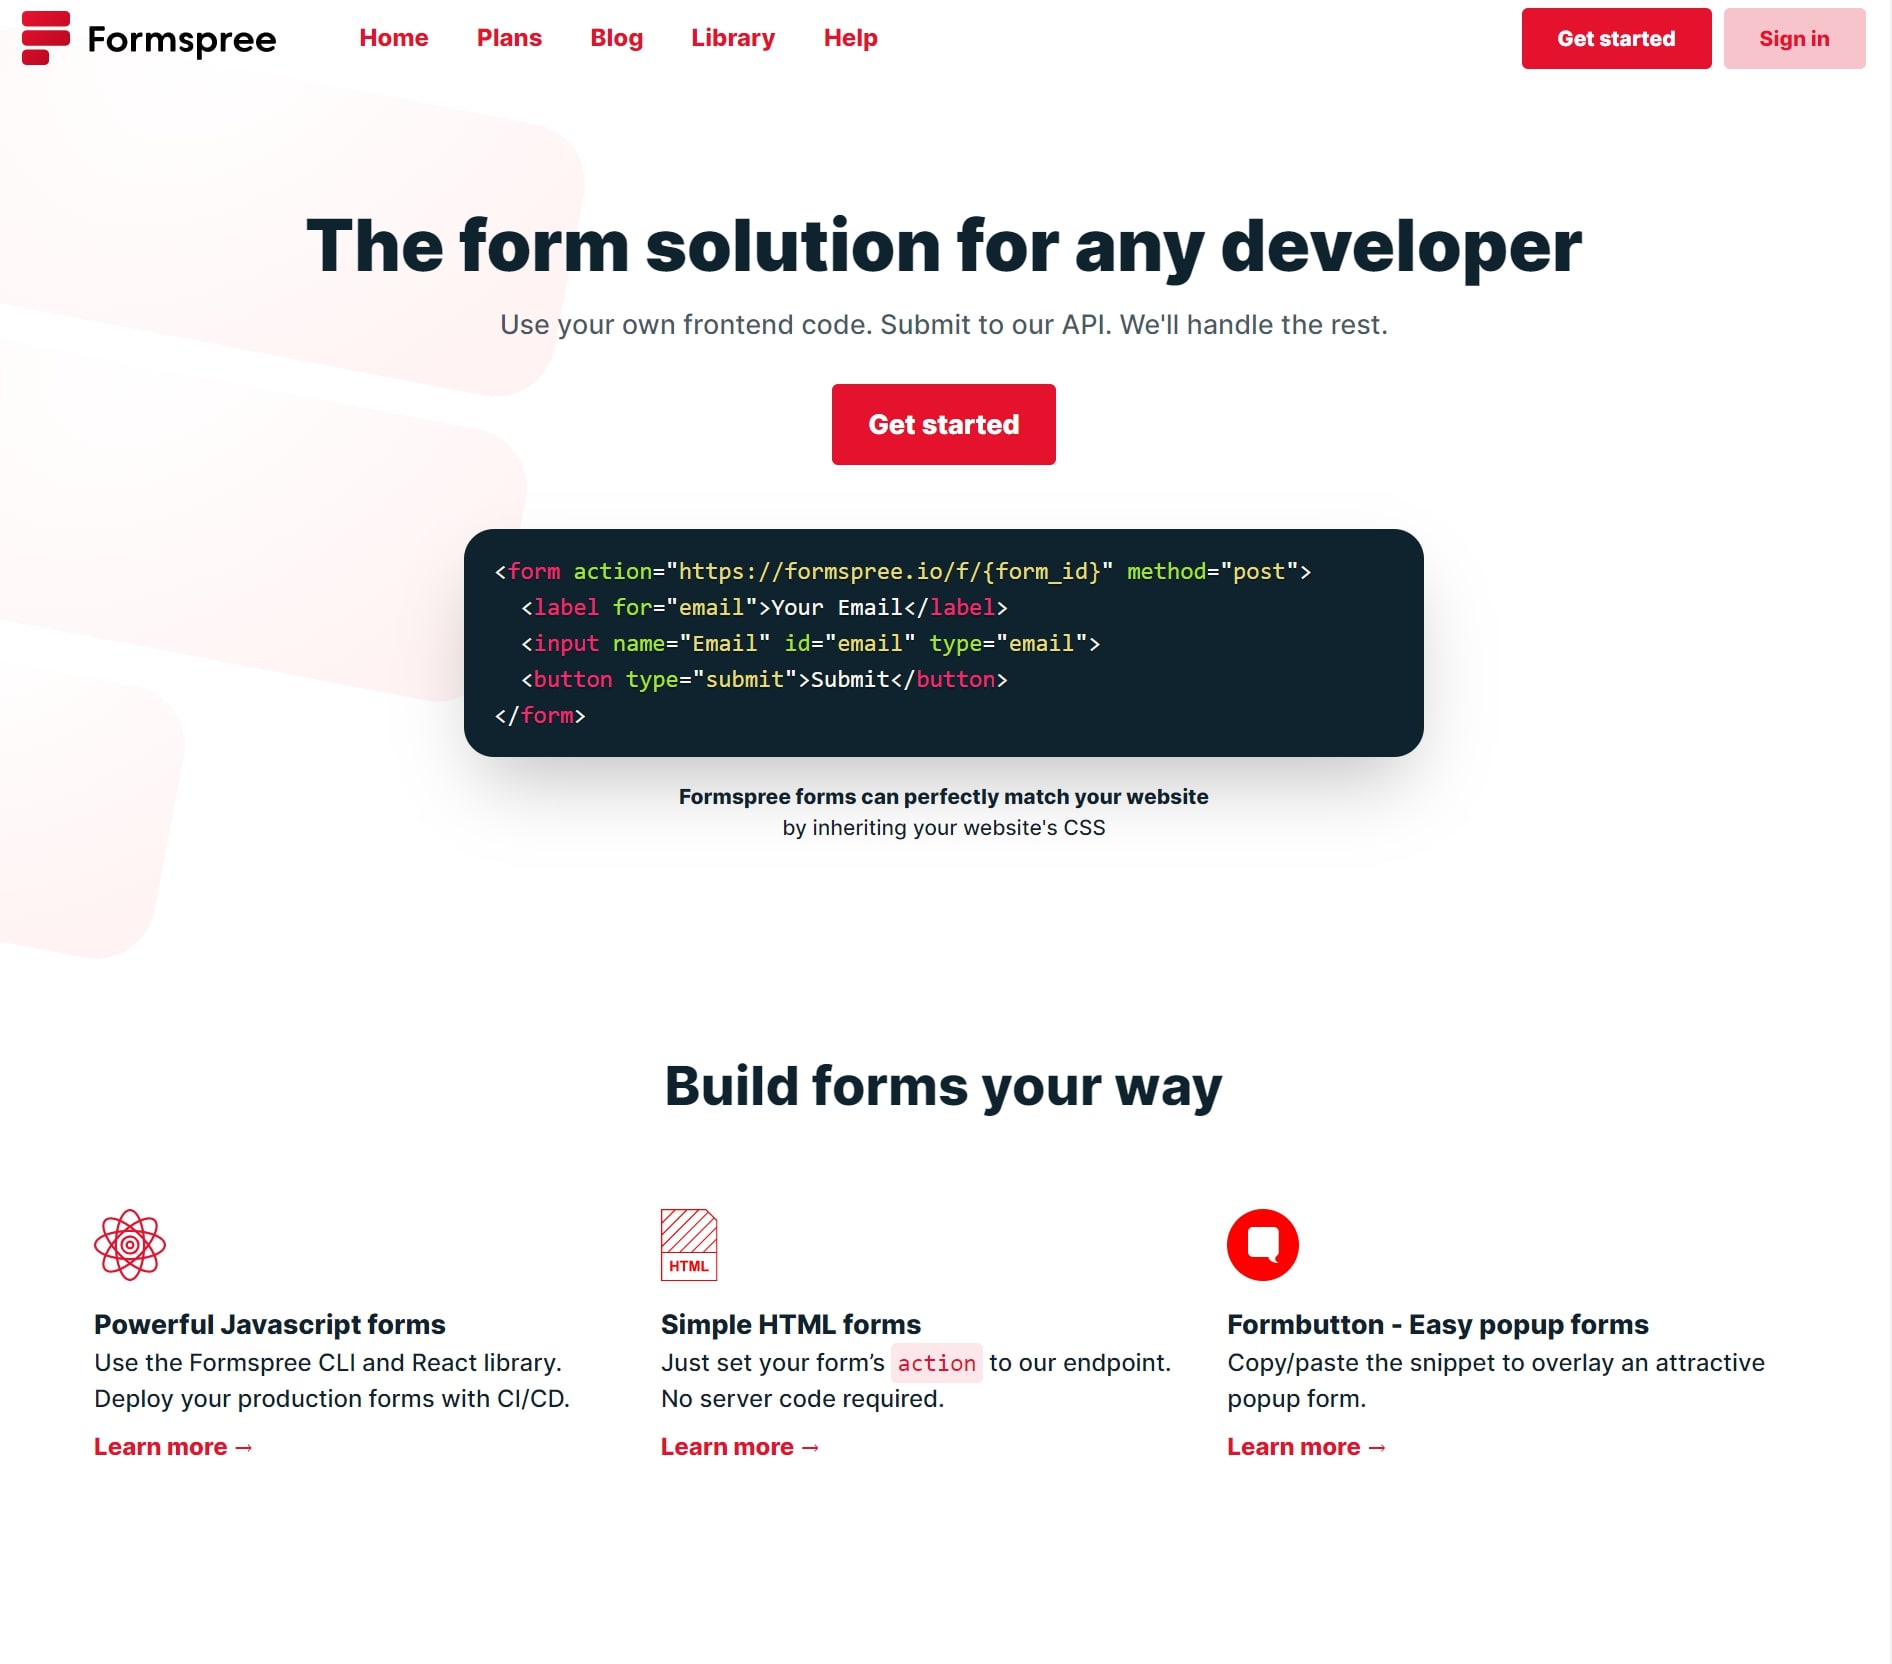 Formspree
Home Plans Blog Library Help
Get started Sign in
The form solution for any developer
Use your own frontend code. Submit to our API. We'll handle the rest.
Get started
<form action="https://formspree.io/f/{form_id}" method="post">
  <label for="email">Your Email</label>
  <input name="Email" id="email" type="email">
  <button type="submit">Submit</button>
</form>
Formspree forms can perfectly match your website
by inheriting your website's CSS
Build forms your way
Powerful Javascript forms
Use the Formspree CLI and React library.
Deploy your production forms with CI/CD.
Learn more →
HTML
Simple HTML forms
Just set your form’s action to our endpoint.
No server code required.
Learn more →
Formbutton - Easy popup forms
Copy/paste the snippet to overlay an attractive
popup form.
Learn more →